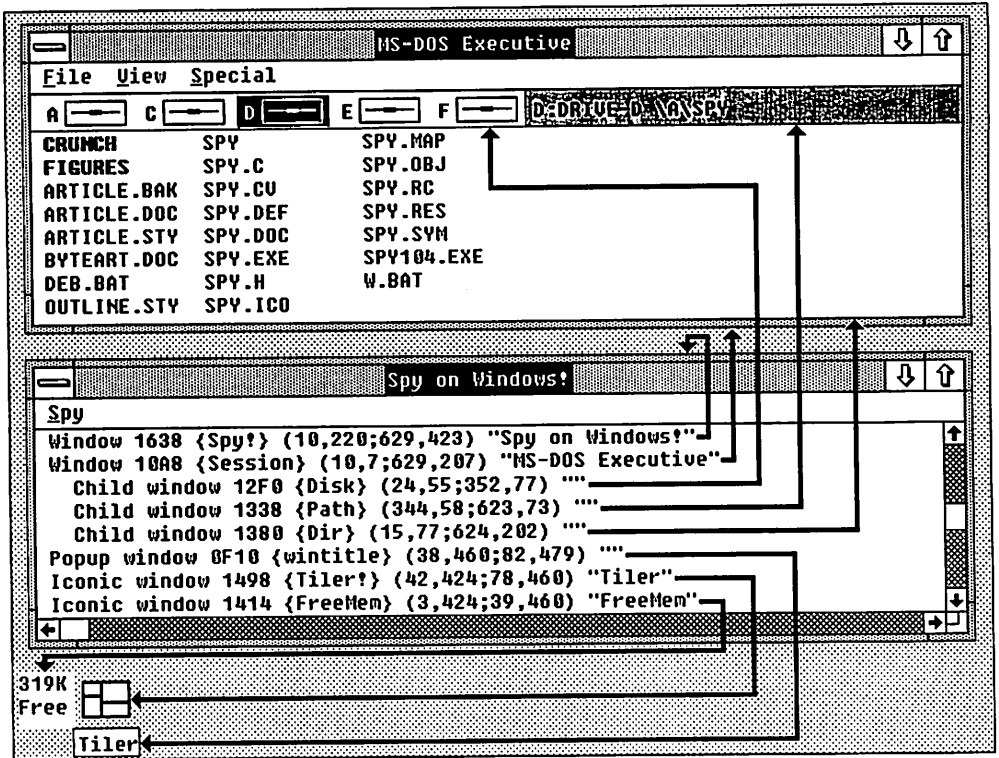 MS-DOS Executive
File View Special
A C D E F D:DRIVE D \A\SPY
CRUNCH SPY SPY.MAP
FIGURES SPY.C SPY.OBJ
ARTICLE.BAK SPY.CV SPY.RC
ARTICLE.DOC SPY.DEF SPY.RES
ARTICLE.STY SPY.DOC SPY.SYM
BYTEART.DOC SPY.EXE SPY104.EXE
DEB.BAT SPY.H W.BAT
OUTLINE.STY SPY.ICO
Spy on Windows!
Spy
Window 1638 {Spy!} (10,220;629,423) "Spy on Windows!"
Window 10A8 {Session} (10,7;629,207) "MS-DOS Executive"
Child window 12F0 {Disk} (24,55;352,77) ""
Child window 1338 {Path} (344,58;623,73) ""
Child window 1380 {Dir} (15,77;624,202) ""
Popup window 0F10 {wintitle} (38,460;82,479) ""
Iconic window 1498 {Tiler!} (42,424;78,460) "Tiler"
Iconic window 1414 {FreeMem} (3,424;39,460) "FreeMem"
319K
Free
Tiler